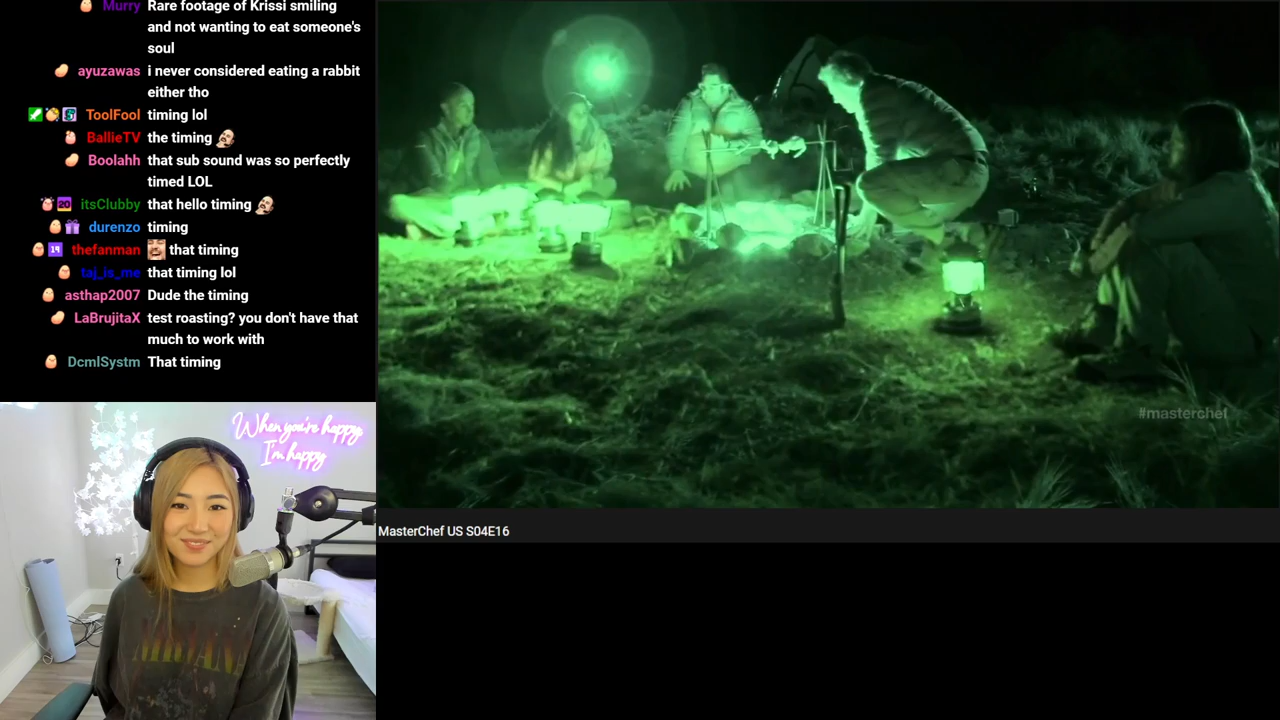 Murry Rare footage of Krissi smiling
and not wanting to eat someone's
soul
ayuzawas i never considered eating a rabbit
either tho
ToolFool timing lol
BallieTV the timing
Boolahh that sub sound was so perfectly
timed LOL
itsClubby that hello timing
durenzo timing
thefanman that timing
taj_is_me that timing lol
asthap2007 Dude the timing
LaBrujitaX test roasting? you don't have that
much to work with
DcmlSystm That timing
When you're happy
I'm happy
#masterchef
MasterChef US S04E16